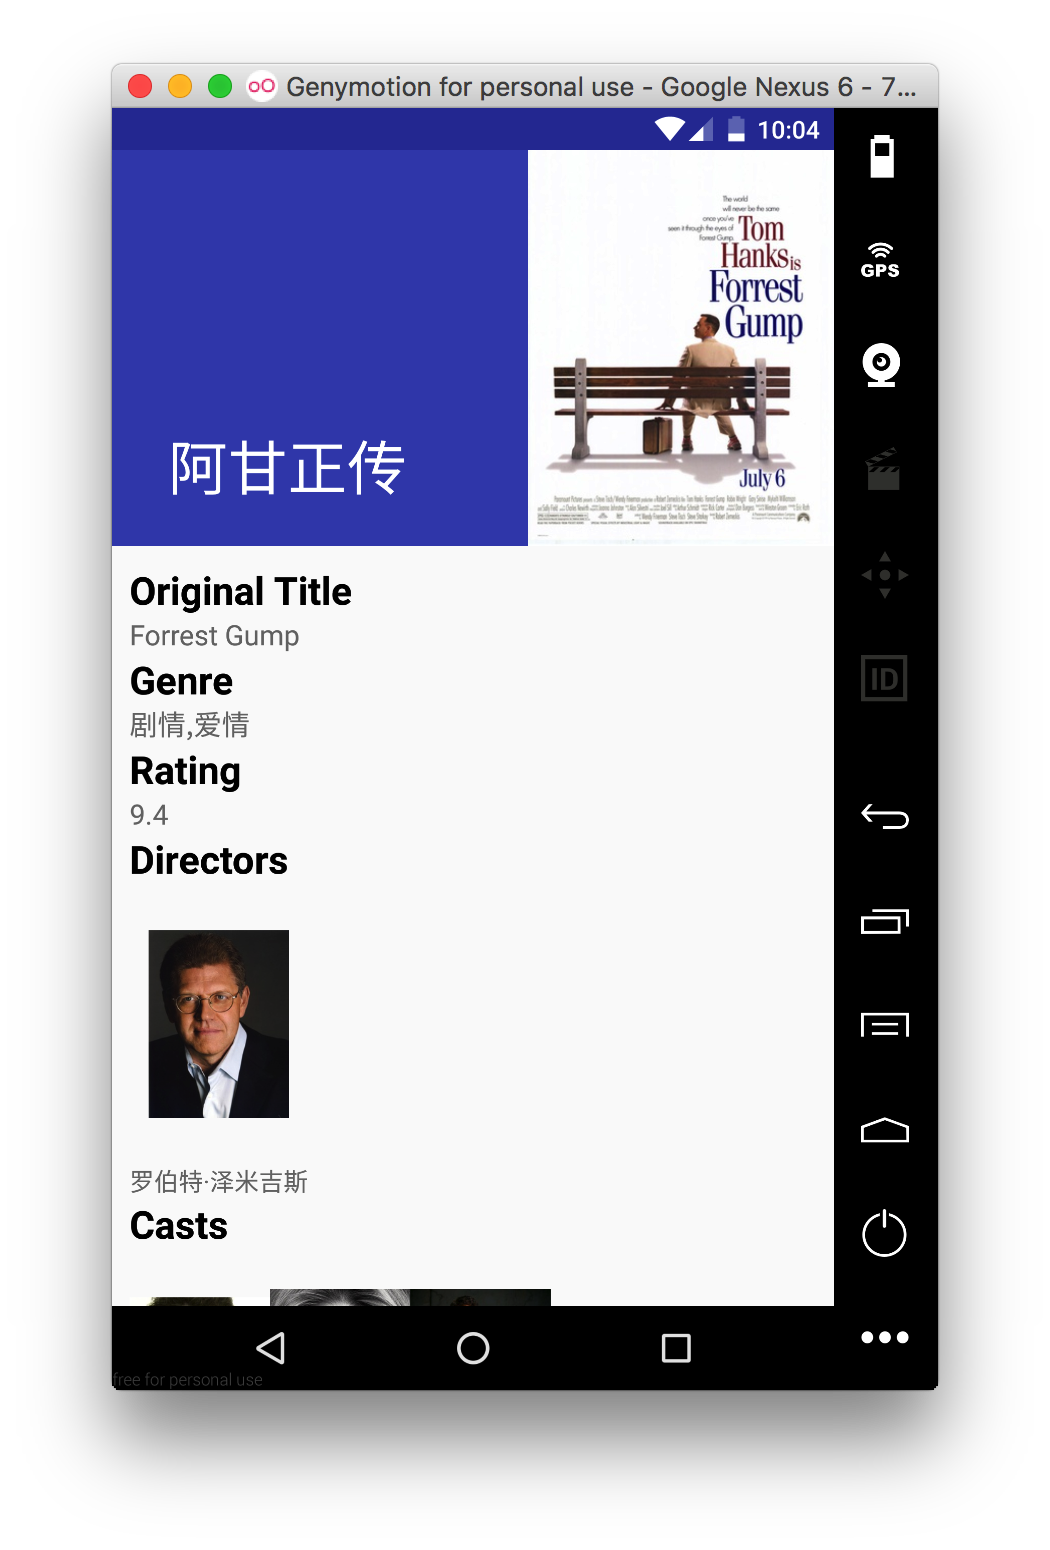 Genymotion for personal use - Google Nexus 6 - 7...
10:04
GPS
The world
will never be the same
once you've
seen it through the eyes of
Forrest Gump.
Tom
Hanks is
Forrest
Gump
July 6
阿甘正传
Original Title
Forrest Gump
Genre
剧情,爱情
Rating
9.4
Directors
罗伯特·泽米吉斯
Casts
ID
free for personal use